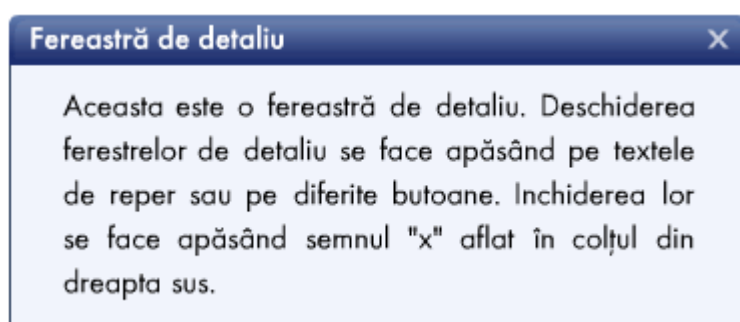 Fereastră de detaliu
Aceasta este o fereastră de detaliu. Deschiderea
ferestrelor de detaliu se face apăsând pe textele
de reper sau pe diferite butoane. Inchiderea lor
se face apăsând semnul "x" aflat în colțul din
dreapta sus.